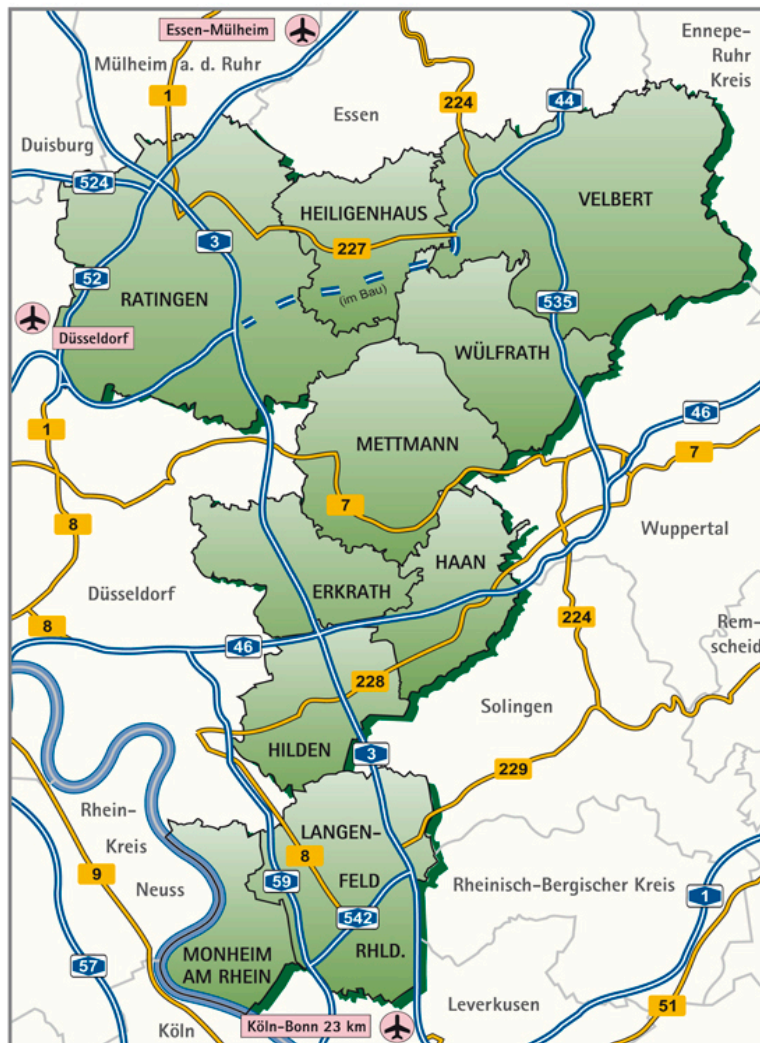 Essen-Mülheim
Mülheim a. d. Ruhr
1
Essen
224
44
Ennepe-
Ruhr
Kreis
Duisburg
524
HEILIGENHAUS
VELBERT
3
227
52
RATINGEN
(im Bau)
535
Düsseldorf
WÜLFRATH
1
46
METTMANN
7
7
8
Wuppertal
HAAN
Düsseldorf
ERKRATH
8
46
224
Rem-
scheid
228
Solingen
HILDEN
3
229
Rhein-
Kreis
Neuss
9
LANGEN-
FELD
RHLD.
8
59
542
Rheinisch-Bergischer Kreis
1
MONHEIM
AM RHEIN
57
Leverkusen
51
Köln
Köln-Bonn 23 km